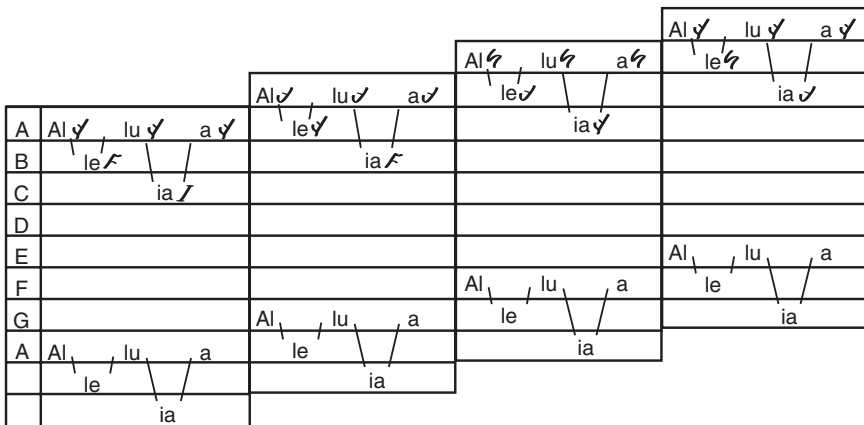 Al lu a
Al lu a le
Al lu a le ia
A Al lu a le ia
B le F ia F
C ia I
D
E Al lu a
F Al lu a le
G Al lu a le ia
A Al lu a le ia
le ia
ia